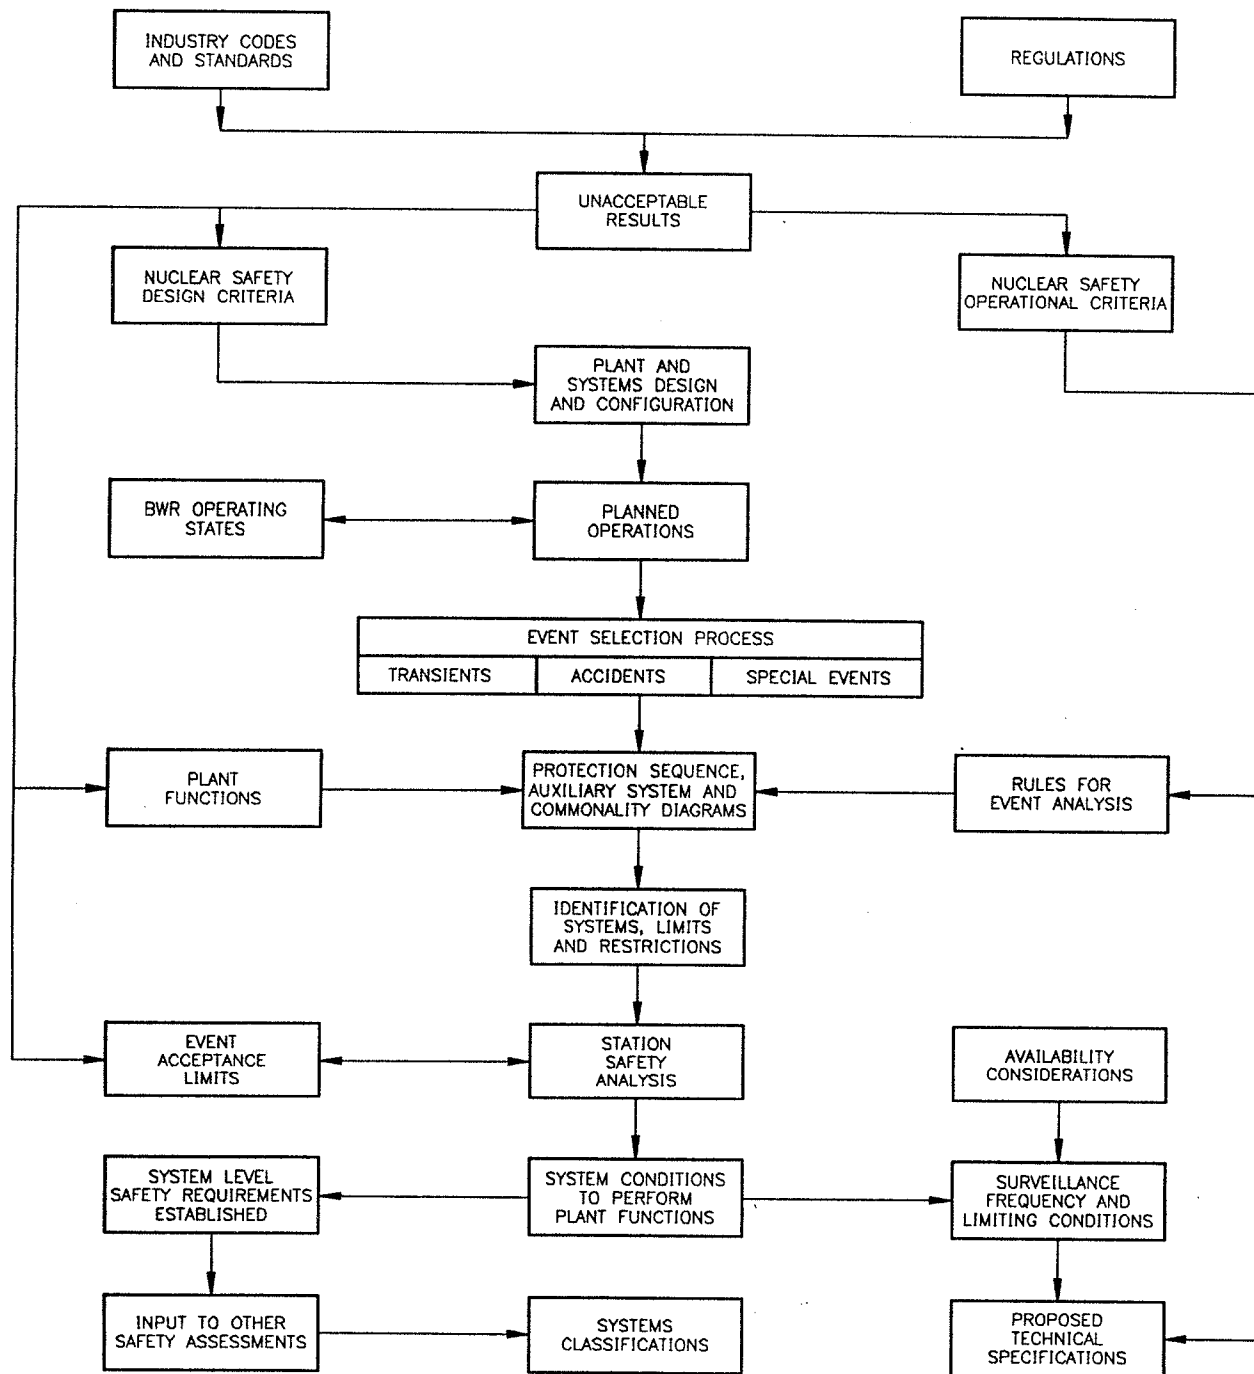 INDUSTRY CODES
AND STANDARDS
REGULATIONS
UNACCEPTABLE
RESULTS
NUCLEAR SAFETY
DESIGN CRITERIA
NUCLEAR SAFETY
OPERATIONAL CRITERIA
PLANT AND
SYSTEMS DESIGN
AND CONFIGURATION
BWR OPERATING
STATES
PLANNED
OPERATIONS
EVENT SELECTION PROCESS
TRANSIENTS
ACCIDENTS
SPECIAL EVENTS
PLANT
FUNCTIONS
PROTECTION SEQUENCE,
AUXILIARY SYSTEM AND
COMMONALITY DIAGRAMS
RULES FOR
EVENT ANALYSIS
IDENTIFICATION OF
SYSTEMS, LIMITS
AND RESTRICTIONS
EVENT
ACCEPTANCE
LIMITS
STATION
SAFETY
ANALYSIS
AVAILABILITY
CONSIDERATIONS
SYSTEM LEVEL
SAFETY REQUIREMENTS
ESTABLISHED
SYSTEM CONDITIONS
TO PERFORM
PLANT FUNCTIONS
SURVEILLANCE
FREQUENCY AND
LIMITING CONDITIONS
INPUT TO OTHER
SAFETY ASSESSMENTS
SYSTEMS
CLASSIFICATIONS
PROPOSED
TECHNICAL
SPECIFICATIONS